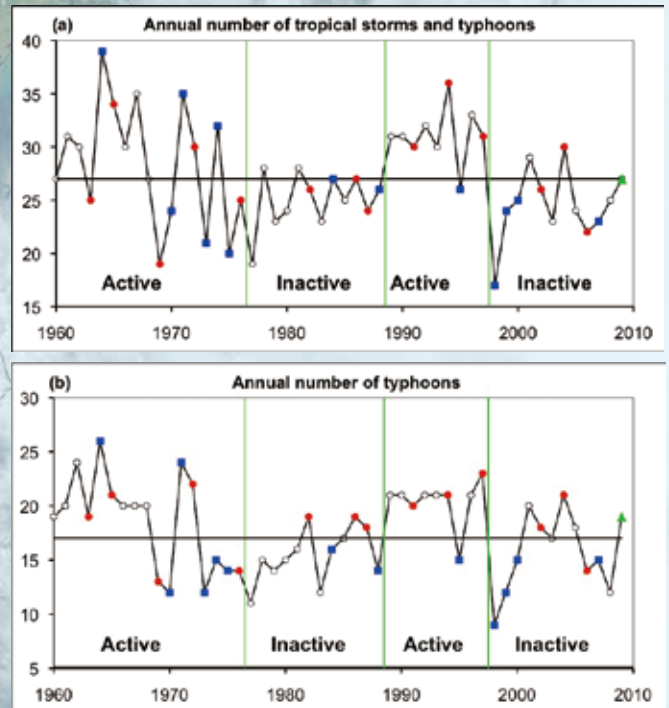 (a) Annual number of tropical storms and typhoons
40
35
30
25
20
15
Active Inactive Active Inactive
1960 1970 1980 1990 2000 2010
(b) Annual number of typhoons
30
25
20
15
10
5
Active Inactive Active Inactive
1960 1970 1980 1990 2000 2010